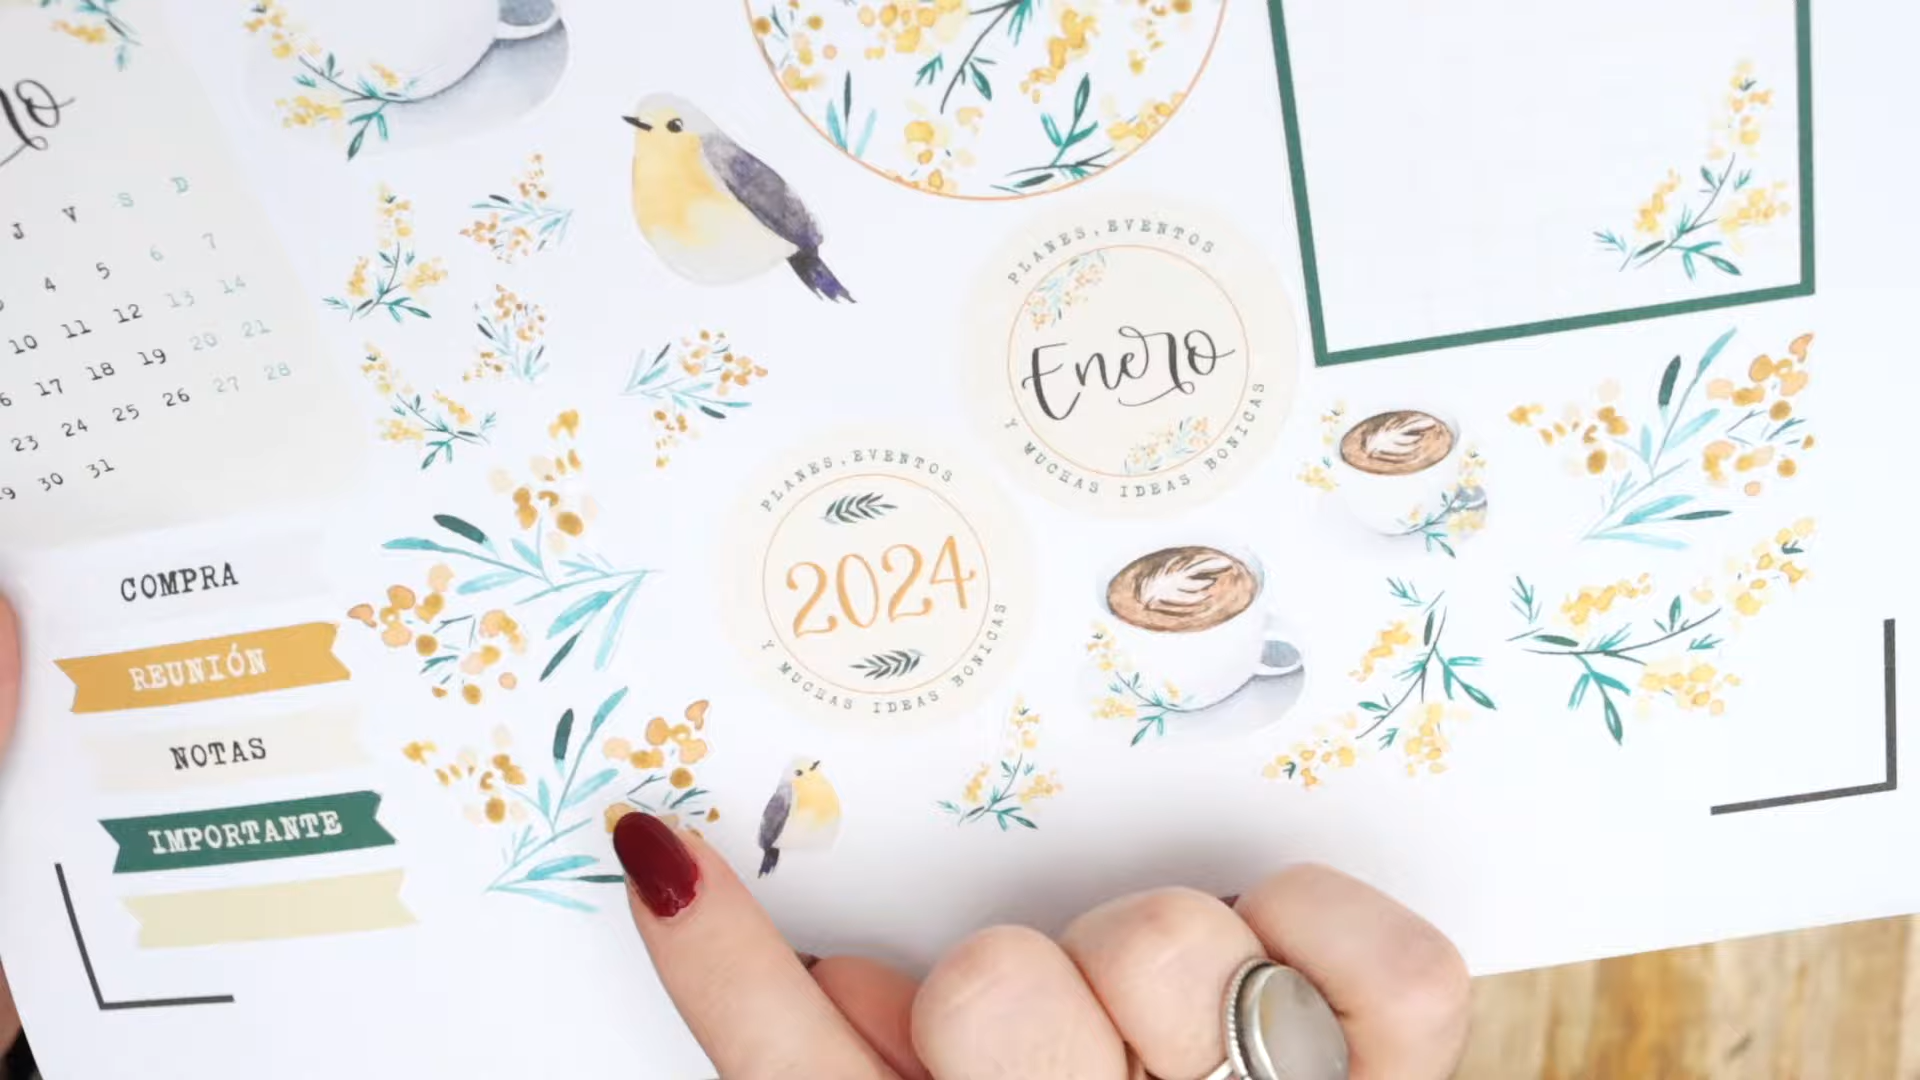 ro
J V S D
4 5 6 7
10 11 12 13 14
17 18 19 20 21
23 24 25 26 27 28
30 31
COMPRA
REUNIÓN
NOTAS
IMPORTANTE
PLANES, EVENTOS
2024
Y MUCHAS IDEAS BONICAS
PLANES, EVENTOS
Enero
Y MUCHAS IDEAS BONICAS